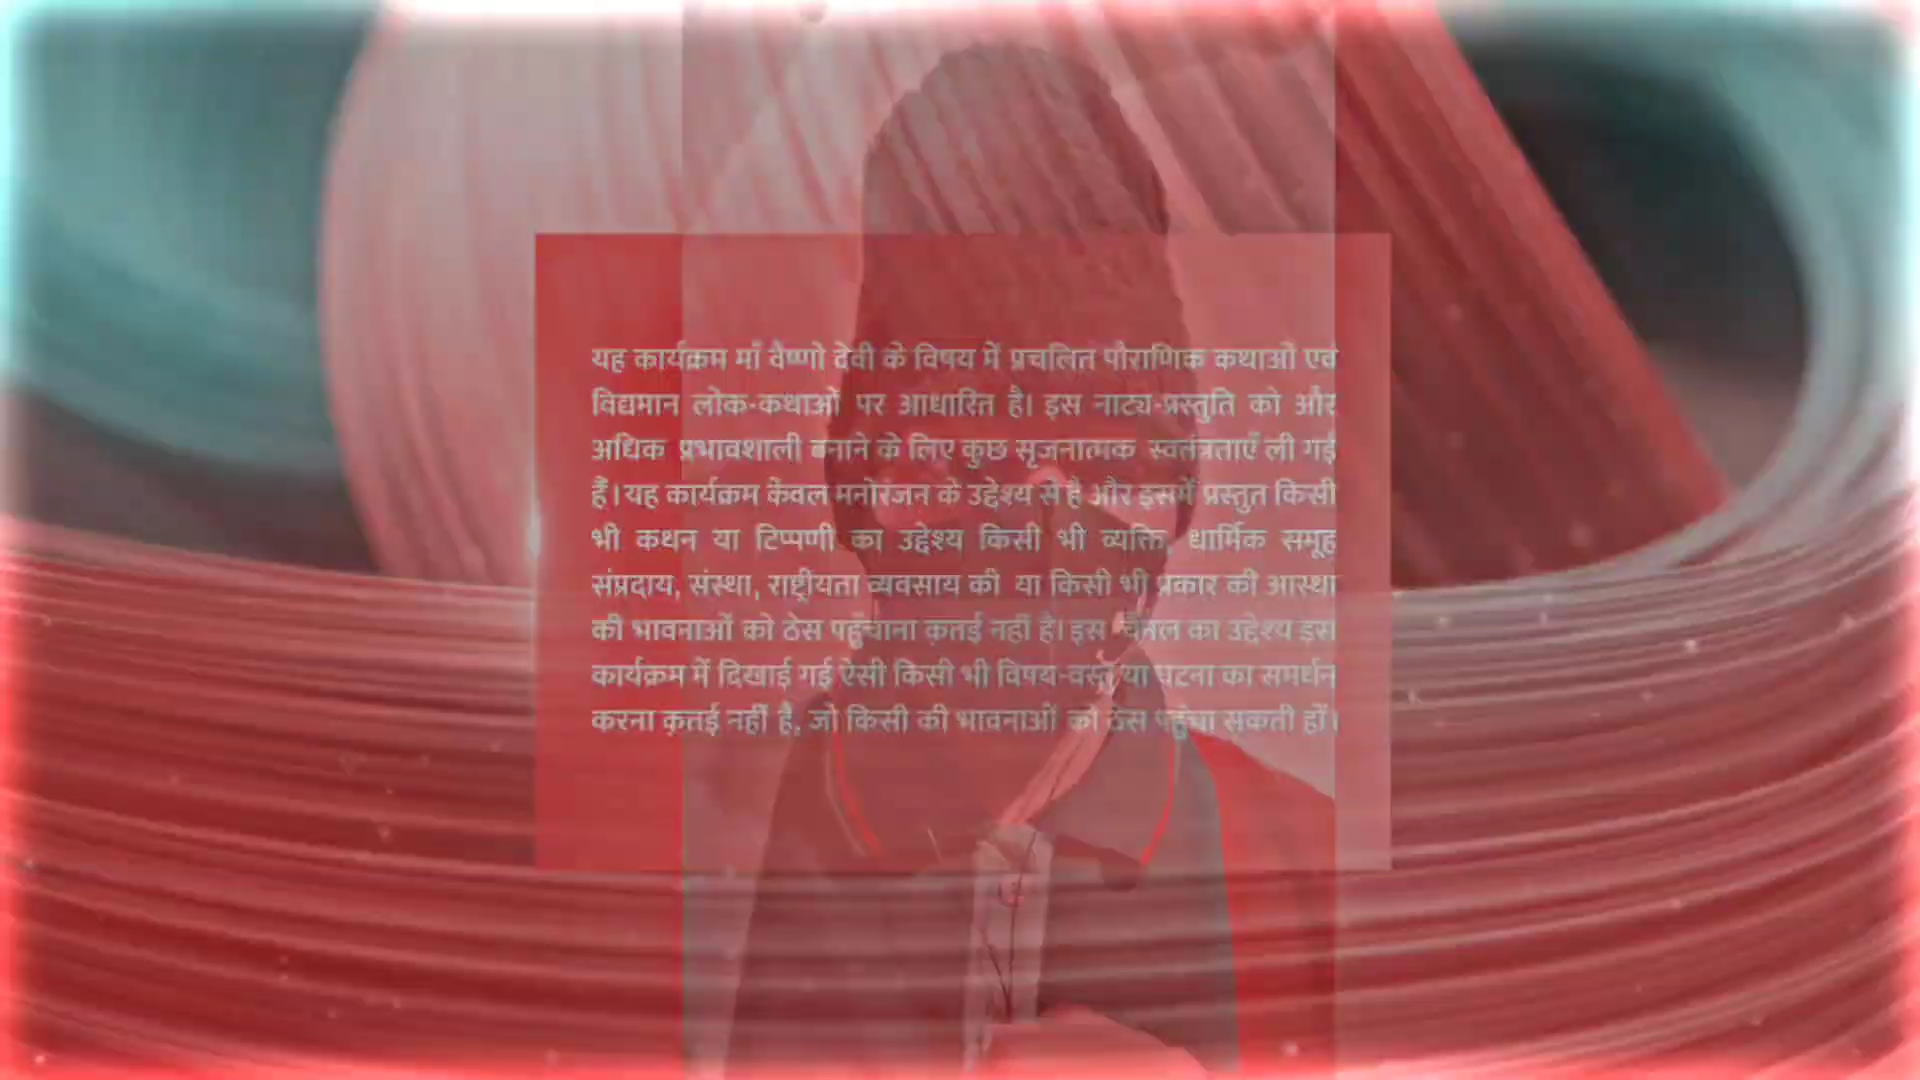 यह कार्यक्रम माँ वैष्णो देवी के विषय में प्रचलित पौराणिक कथाओं एवं
विद्यमान लोक-कथाओं पर आधारित है। इस नाट्य-प्रस्तुति को और
अधिक प्रभावशाली बनाने के लिए कुछ सृजनात्मक स्वतंत्रताएँ ली गई
हैं। यह कार्यक्रम केवल मनोरंजन के उद्देश्य से है और इसमें प्रस्तुत किसी
भी कथन या टिप्पणी का उद्देश्य किसी भी व्यक्ति, धार्मिक समूह
संप्रदाय, संस्था, राष्ट्रीयता व्यवसाय की या किसी भी प्रकार की आस्था
की भावनाओं को ठेस पहुँचाना क़तई नहीं है। इस चैनल का उद्देश्य इस
कार्यक्रम में दिखाई गई ऐसी किसी भी विषय-वस्तु या घटना का समर्थन
करना क़तई नहीं है, जो किसी की भावनाओं को ठेस पहुंचा सकती हों।